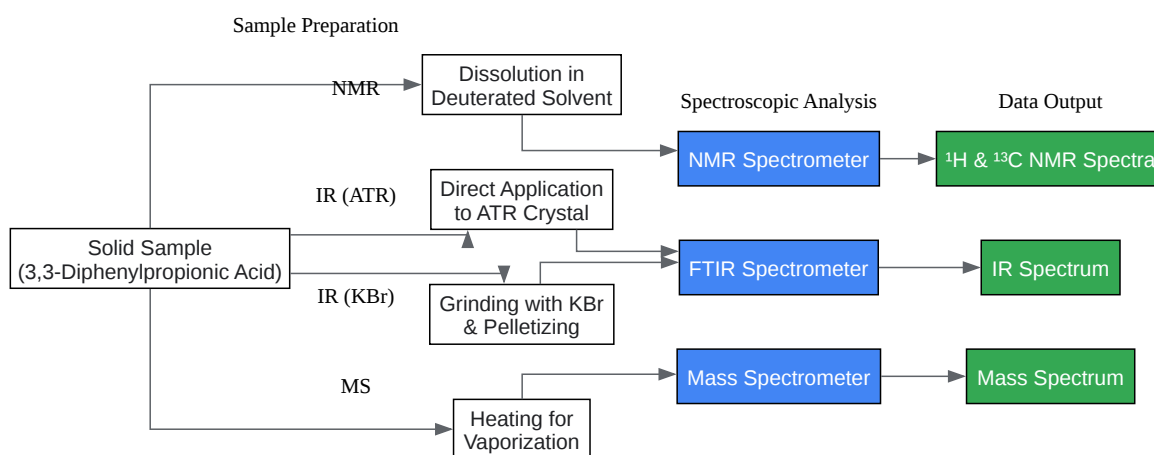 Sample Preparation
NMR
Dissolution in
Deuterated Solvent
Spectroscopic Analysis
Data Output
NMR Spectrometer
¹H & ¹³C NMR Spectra
IR (ATR)
Direct Application
to ATR Crystal
Solid Sample
(3,3-Diphenylpropionic Acid)
FTIR Spectrometer
IR Spectrum
IR (KBr)
Grinding with KBr
& Pelletizing
MS
Mass Spectrometer
Mass Spectrum
Heating for
Vaporization